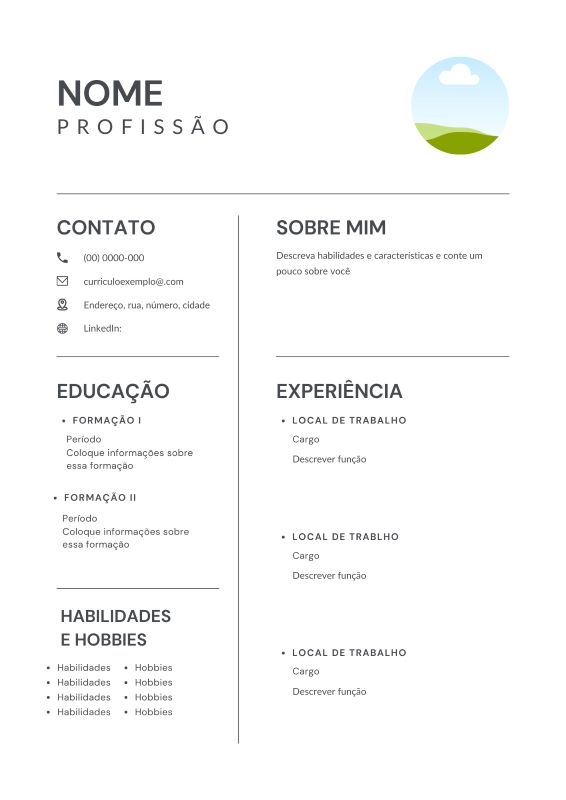 NOME
PROFISSÃO
CONTATO
(00) 0000-000
curriculoexemplo@.com
Endereço, rua, número, cidade
LinkedIn:
EDUCAÇÃO
• FORMAÇÃO I
Período
Coloque informações sobre
essa formação
• FORMAÇÃO II
Período
Coloque informações sobre
essa formação
HABILIDADES
E HOBBIES
• Habilidades • Hobbies
• Habilidades • Hobbies
• Habilidades • Hobbies
• Habilidades • Hobbies
SOBRE MIM
Descreva habilidades e características e conte um
pouco sobre você
EXPERIÊNCIA
• LOCAL DE TRABALHO
Cargo
Descrever função
• LOCAL DE TRABLHO
Cargo
Descrever função
• LOCAL DE TRABALHO
Cargo
Descrever função